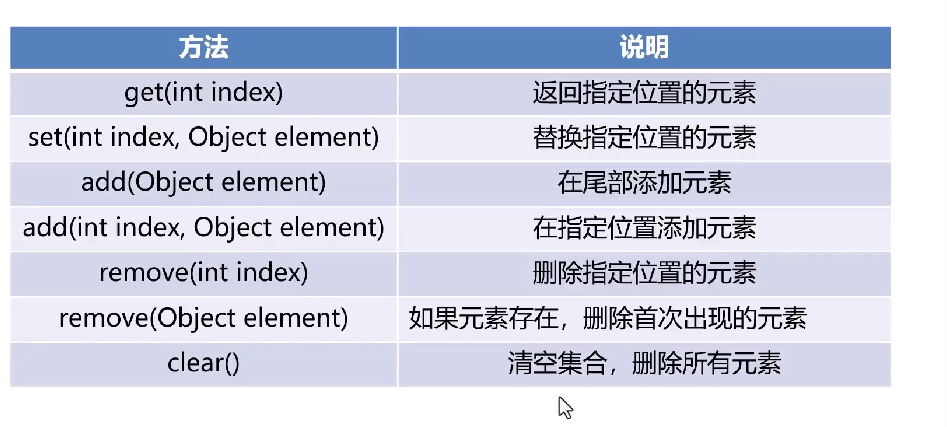 方法 说明
get(int index) 返回指定位置的元素
set(int index, Object element) 替换指定位置的元素
add(Object element) 在尾部添加元素
add(int index, Object element) 在指定位置添加元素
remove(int index) 删除指定位置的元素
remove(Object element) 如果元素存在，删除首次出现的元素
clear() 清空集合，删除所有元素